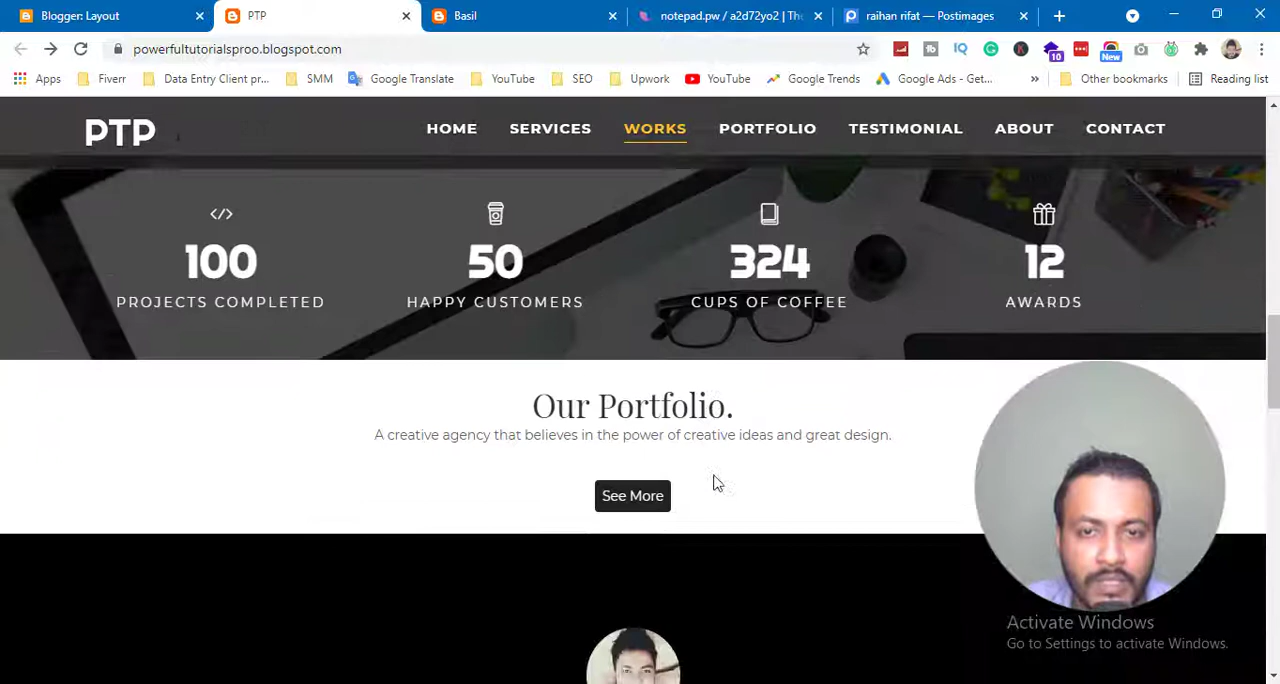 Blogger: Layout
PTP
Basil
notepad.pw / a2d72yo2 | Th
raihan rifat — Postimages
powerfultutorialsproo.blogspot.com
IQ
10
New
Apps
Fiverr
Data Entry Client pr...
SMM
Google Translate
YouTube
SEO
Upwork
YouTube
Google Trends
Google Ads - Get...
»
Other bookmarks
Reading list
PTP
HOME
SERVICES
WORKS
PORTFOLIO
TESTIMONIAL
ABOUT
CONTACT
</>
100
50
324
12
PROJECTS COMPLETED
HAPPY CUSTOMERS
CUPS OF COFFEE
AWARDS
Our Portfolio.
A creative agency that believes in the power of creative ideas and great design.
See More
Activate Windows
Go to Settings to activate Windows.